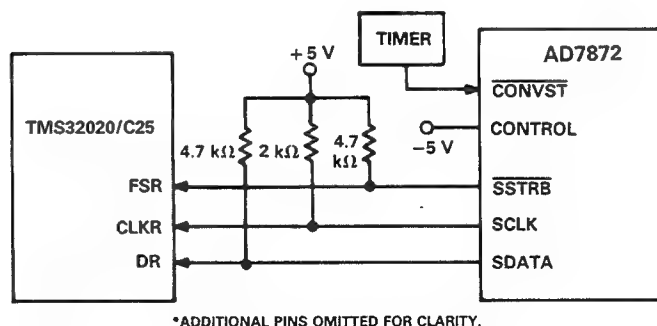 TIMER
+5 V
AD7872
CONVST
TMS32020/C25
4.7 kΩ
2 kΩ
4.7
kΩ
CONTROL
−5 V
FSR
SSTRB
CLKR
SCLK
DR
SDATA
*ADDITIONAL PINS OMITTED FOR CLARITY.